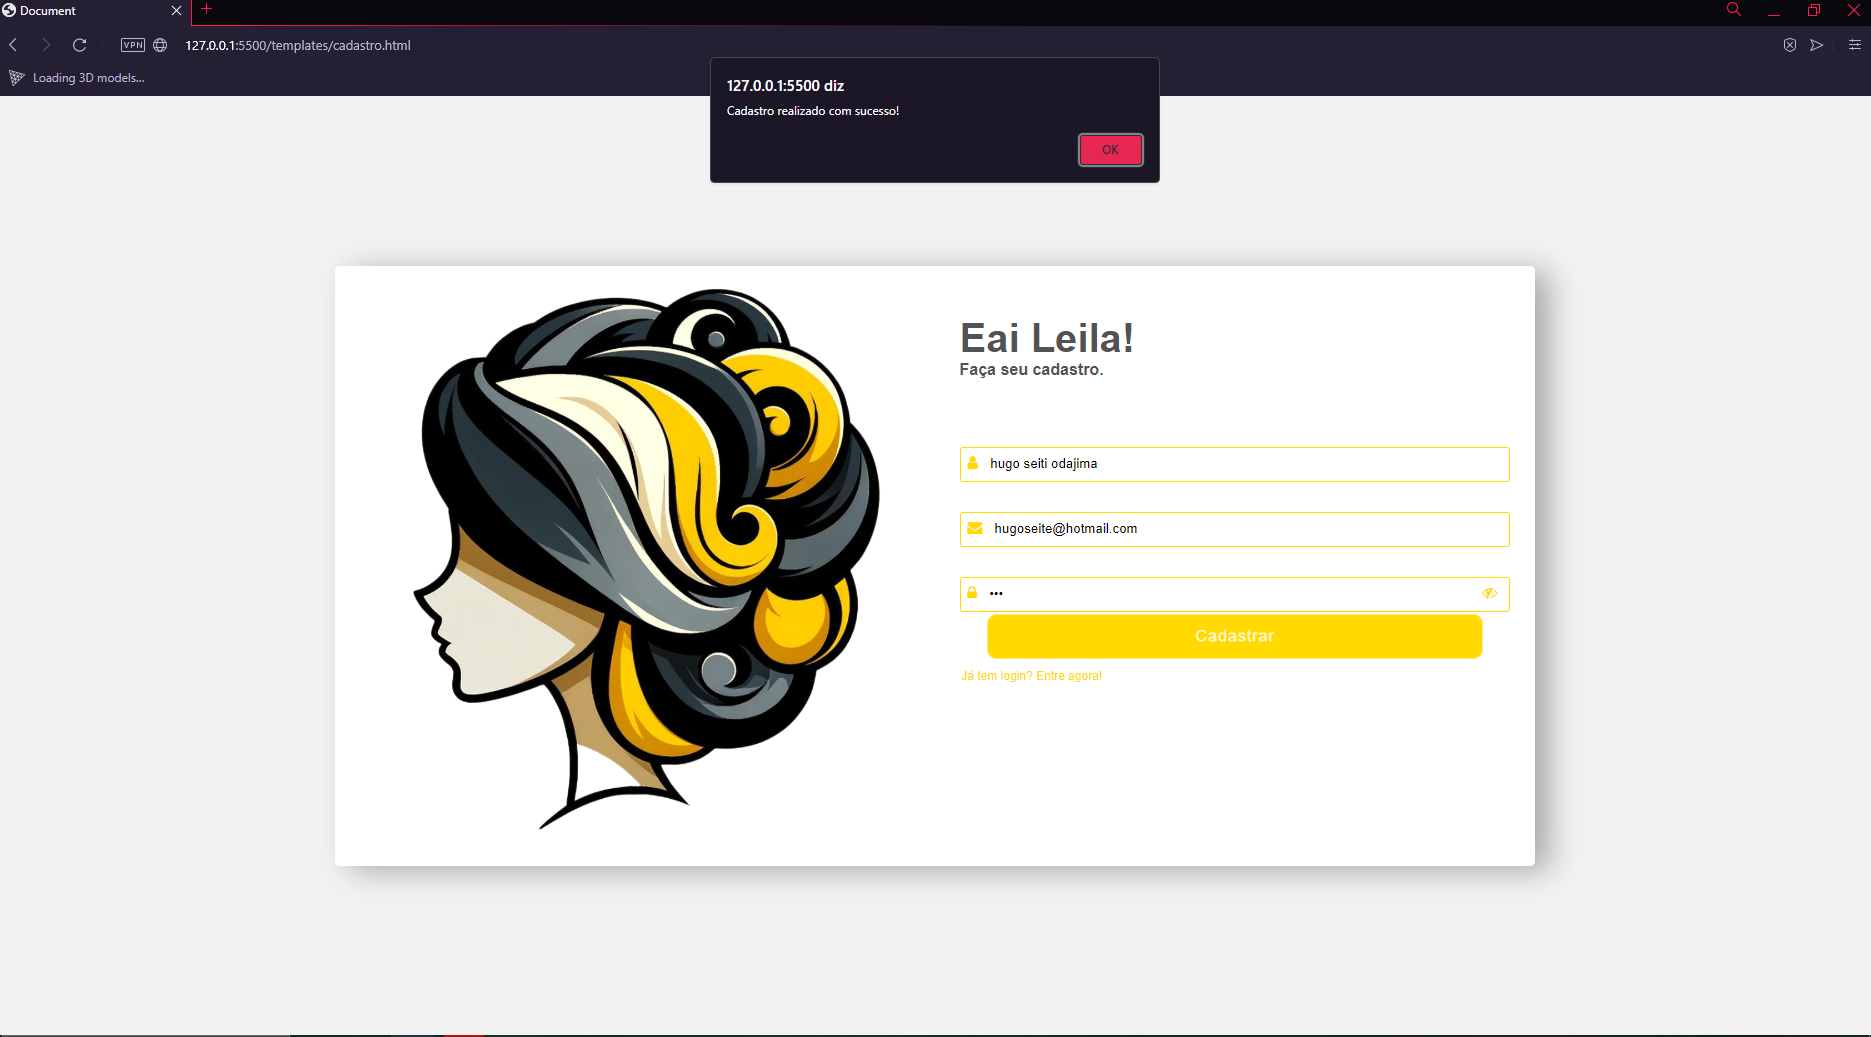 Document
VPN
127.0.0.1:5500/templates/cadastro.html
Loading 3D models...
127.0.0.1:5500 diz
Cadastro realizado com sucesso!
OK
Eai Leila!
Faça seu cadastro.
hugo seiti odajima
hugoseite@hotmail.com
•••
Cadastrar
Já tem login? Entre agora!